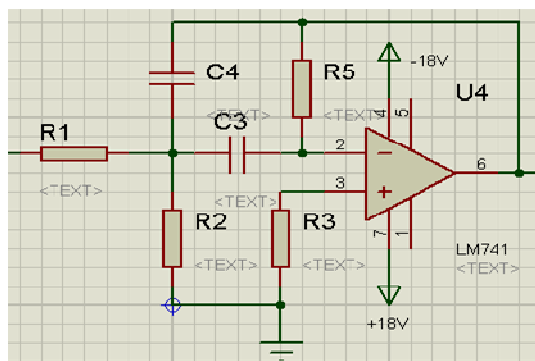 C4
R5
-18V
U4
<TEXT>
<TEXT>
4
5
C3
R1
2
6
<TEXT>
3
<TEXT>
R2
R3
<TEXT>
<TEXT>
7
1
LM741
<TEXT>
+18V